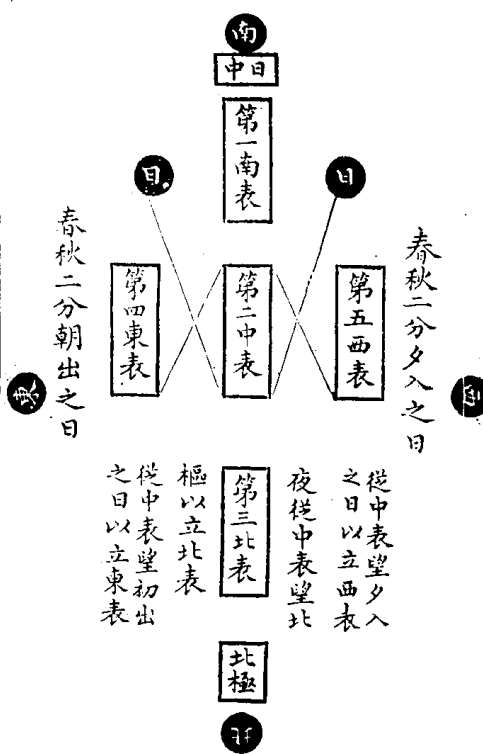 南
日中
第一南表
日
日
春秋二分夕入之日
第五西表
第二中表
第四東表
春秋二分朝出之日
西
東
從中表望夕入
之日以立西表
夜從中表望北
第三北表
樞以立北表
從中表望初出
之日以立東表
北極
北